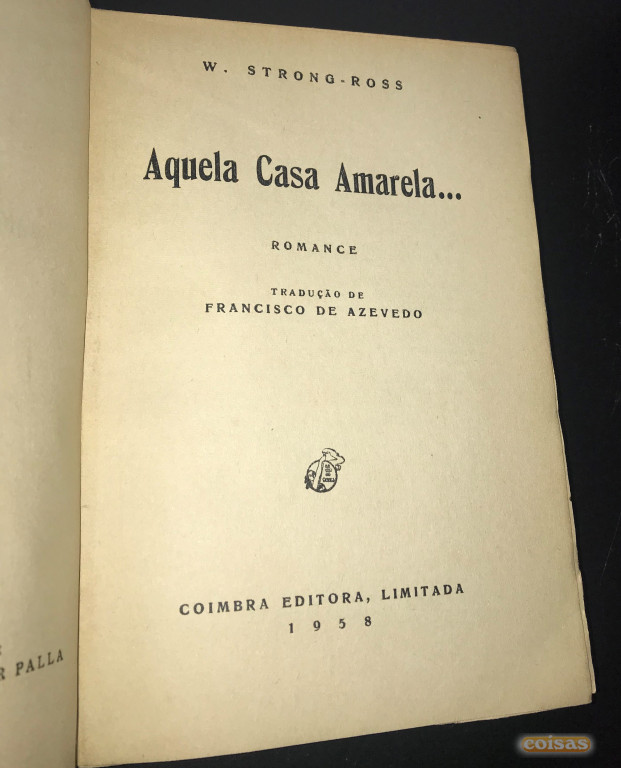 W. STRONG-ROSS
Aquela Casa Amarela...
ROMANCE
TRADUÇÃO DE
FRANCISCO DE AZEVEDO
COIMBRA EDITORA, LIMITADA
1958
PALLA
coisas